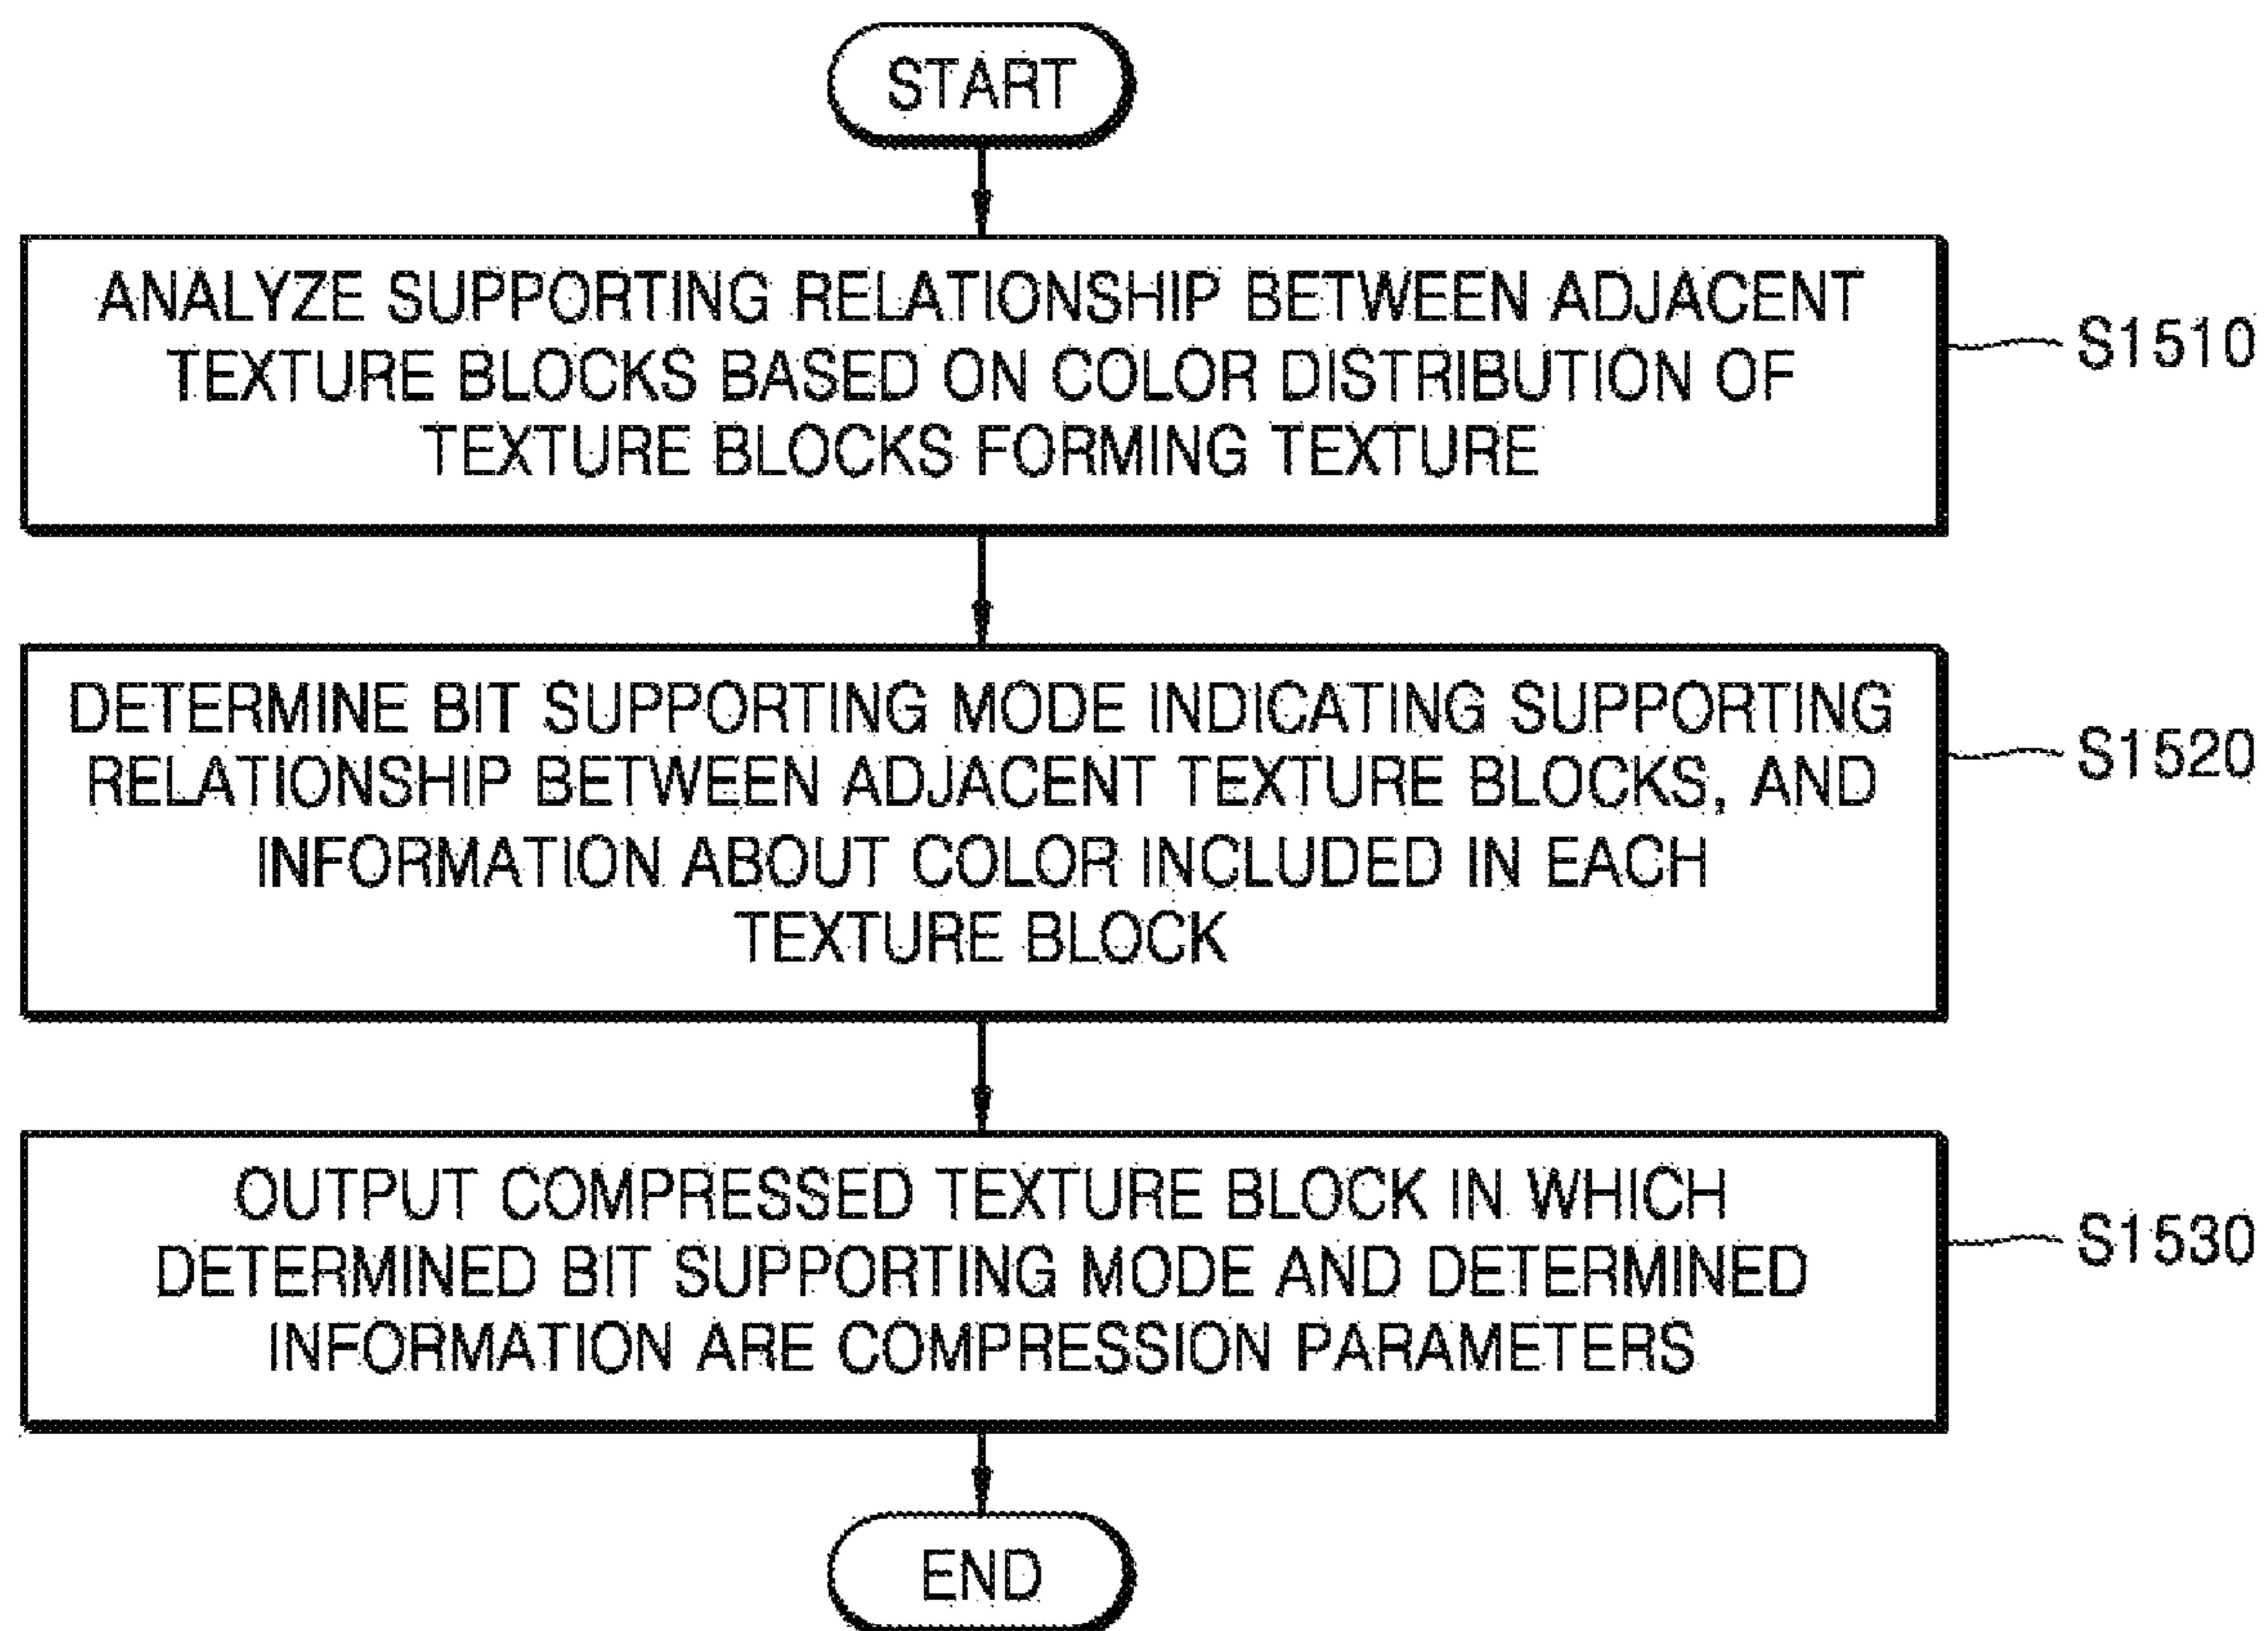 START
ANALYZE SUPPORTING RELATIONSHIP BETWEEN ADJACENT
TEXTURE BLOCKS BASED ON COLOR DISTRIBUTION OF
TEXTURE BLOCKS FORMING TEXTURE
S1510
DETERMINE BIT SUPPORTING MODE INDICATING SUPPORTING
RELATIONSHIP BETWEEN ADJACENT TEXTURE BLOCKS, AND
INFORMATION ABOUT COLOR INCLUDED IN EACH
TEXTURE BLOCK
S1520
OUTPUT COMPRESSED TEXTURE BLOCK IN WHICH
DETERMINED BIT SUPPORTING MODE AND DETERMINED
INFORMATION ARE COMPRESSION PARAMETERS
S1530
END